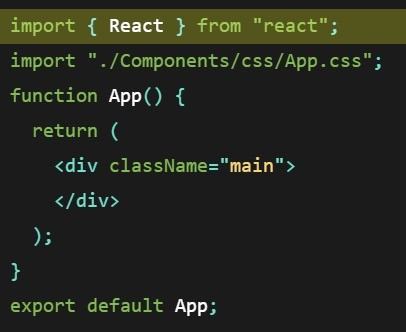 import { React } from "react";
import "./Components/css/App.css";
function App() {
  return (
    <div className="main">
    </div>
  );
}
export default App;